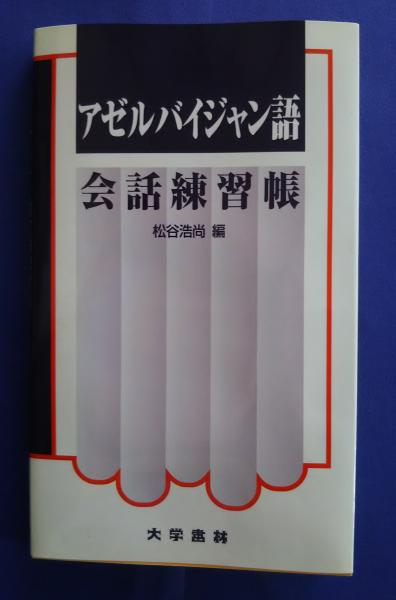 アゼルバイジャン語
会話練習帳
松谷浩尚 編
大学書林